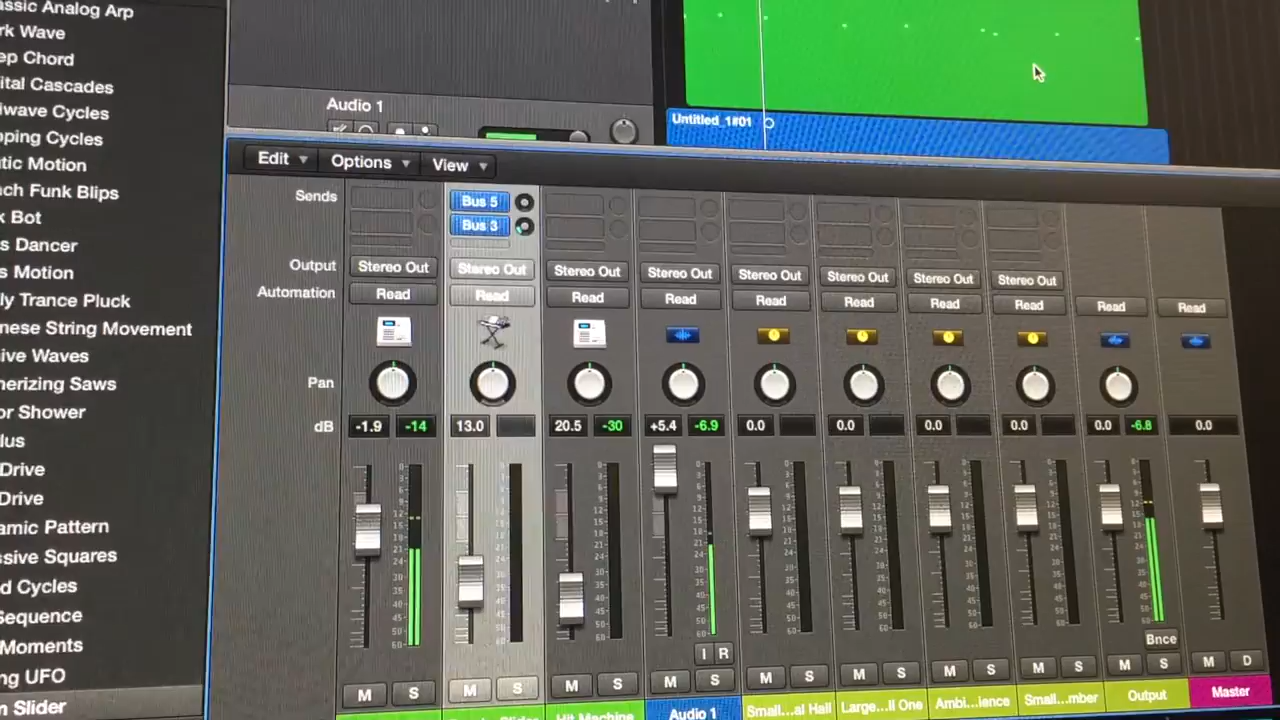 assic Analog Arp
rk Wave
ep Chord
ital Cascades
iwave Cycles
pping Cycles
tic Motion
ach Funk Blips
k Bot
s Dancer
s Motion
ly Trance Pluck
nese String Movement
ive Waves
nerizing Saws
or Shower
lus
Drive
Drive
amic Pattern
ssive Squares
d Cycles
Sequence
Moments
ng UFO
n Slider
Audio 1
Untitled_1#01
Edit Options View
Sends Bus 5
Bus 3
Output Stereo Out Stereo Out Stereo Out Stereo Out Stereo Out Stereo Out Stereo Out Stereo Out
Automation Read Read Read Read Read Read Read Read Read Read
Pan
dB -1.9 -14 13.0 20.5 -30 +5.4 -6.9 0.0 0.0 0.0 0.0 0.0 -6.8 0.0
I R Bnce
M S M S M S M S M S M S M S M S M S M D
Hit Machine Audio 1 Small...al Hall Large...ll One Ambi...ience Small...mber Output Master